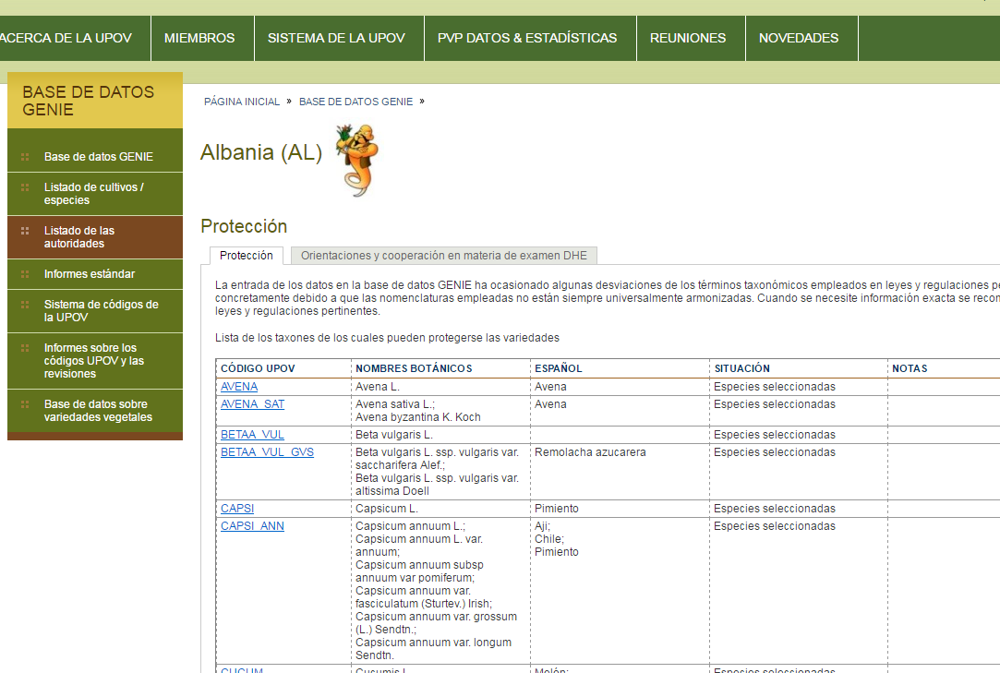 ACERCA DE LA UPOV MIEMBROS SISTEMA DE LA UPOV PVP DATOS & ESTADÍSTICAS REUNIONES NOVEDADES
BASE DE DATOS
GENIE
Base de datos GENIE
Listado de cultivos /
especies
Listado de las
autoridades
Informes estándar
Sistema de códigos de
la UPOV
Informes sobre los
códigos UPOV y las
revisiones
Base de datos sobre
variedades vegetales
PÁGINA INICIAL » BASE DE DATOS GENIE »
Albania (AL)
Protección
Protección Orientaciones y cooperación en materia de examen DHE
La entrada de los datos en la base de datos GENIE ha ocasionado algunas desviaciones de los términos taxonómicos empleados en leyes y regulaciones
concretamente debido a que las nomenclaturas empleadas no están siempre universalmente armonizadas. Cuando se necesite información exacta se
leyes y regulaciones pertinentes.
Lista de los taxones de los cuales pueden protegerse las variedades
CÓDIGO UPOV NOMBRES BOTÁNICOS ESPAÑOL SITUACIÓN NOTAS
AVENA Avena L. Avena Especies seleccionadas
AVENA_SAT Avena sativa L.; Avena Especies seleccionadas
Avena byzantina K. Koch
BETAA_VUL Beta vulgaris L. Especies seleccionadas
BETAA_VUL_GVS Beta vulgaris L. ssp. vulgaris var. Remolacha azucarera Especies seleccionadas
saccharifera Alef.;
Beta vulgaris L. ssp. vulgaris var.
altissima Doell
CAPSI Capsicum L. Pimiento Especies seleccionadas
CAPSI_ANN Capsicum annuum L.; Ají; Especies seleccionadas
Capsicum annuum L. var. Chile;
annuum; Pimiento
Capsicum annuum subsp
annuum var pomiferum;
Capsicum annuum var.
fasciculatum (Sturtev.) Irish;
Capsicum annuum var. grossum
(L.) Sendtn.;
Capsicum annuum var. longum
Sendtn.
CUCUM Cucumis L. Melón; Especies seleccionadas